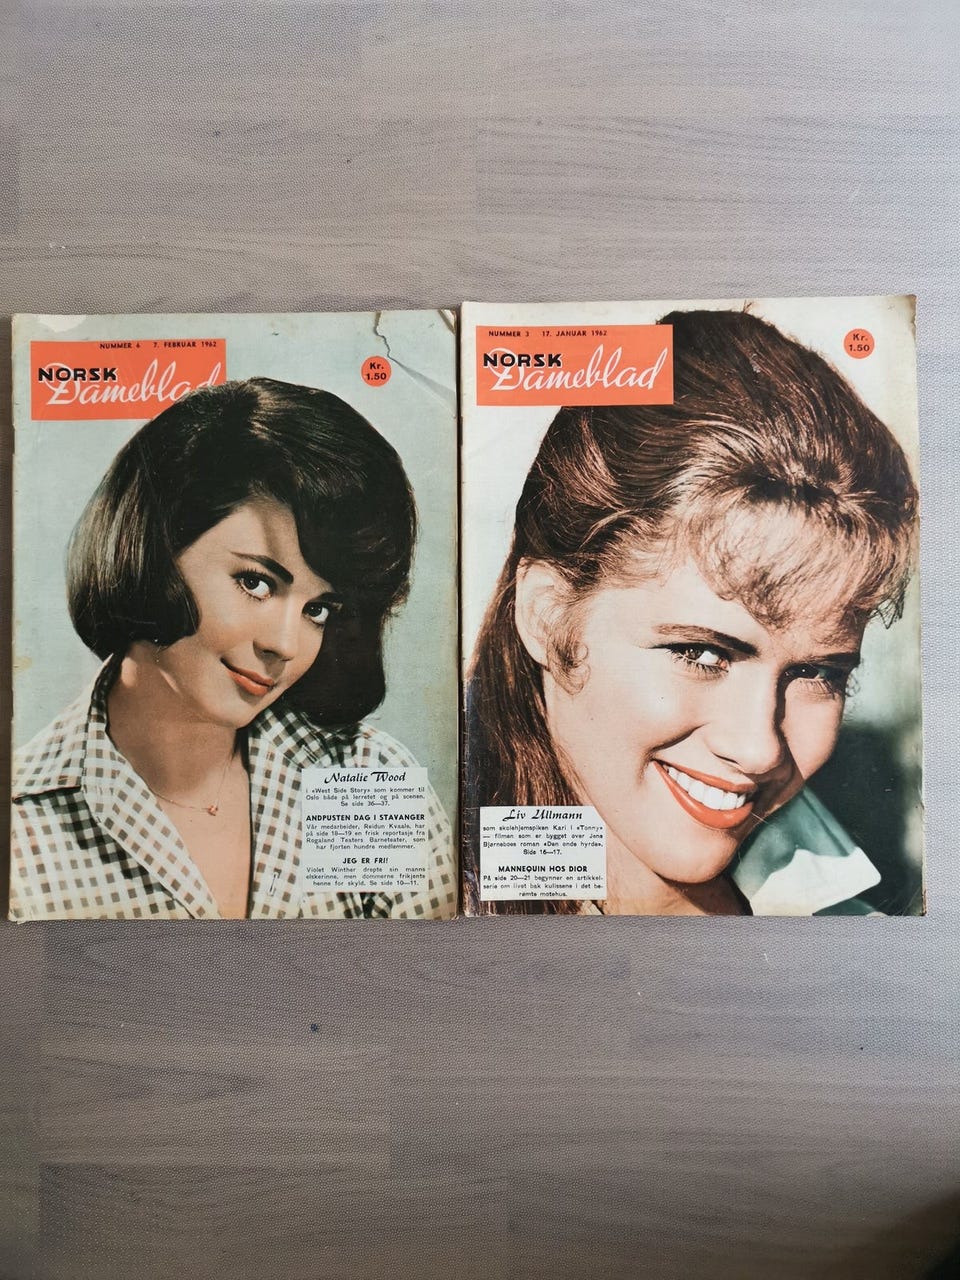 NUMMER 6 7. FEBRUAR 1962
NORSK
Dameblad
Kr.
1.50
Natalie Wood
i «West Side Story» som kommer til
Oslo både på lerretet og på scenen.
Se side 36—37.
ANDPUSTEN DAG I STAVANGER
Vår medarbeider, Reidun Kvaale, har
på side 18—19 en frisk reportasje fra
Rogaland Teaters Barneteater, som
har fjorten hundre medlemmer.
JEG ER FRI!
Violet Winther drepte sin manns
elskerinne, men dommerne frikjente
henne for skyld. Se side 10—11.
NUMMER 3 17. JANUAR 1962
NORSK
Dameblad
Kr.
1.50
Liv Ullmann
som skolehjemspiken Kari i «Tonny»
— filmen som er bygget over Jens
Bjørneboes roman «Den onde hyrde».
Side 16—17.
MANNEQUIN HOS DIOR
På side 20—21 begynner en artikkel-
serie om livet bak kulissene i det be-
rømte motehus.